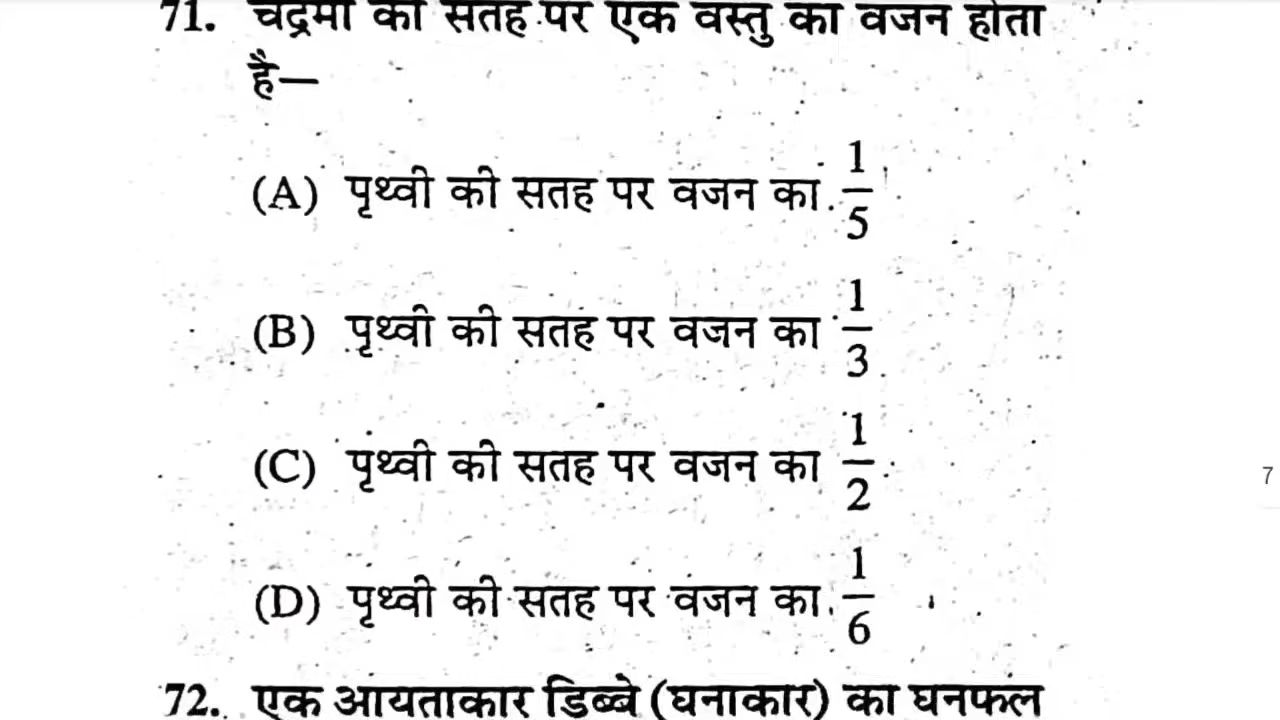 71. चंद्रमा की सतह पर एक वस्तु का वजन होता
है—
(A) पृथ्वी की सतह पर वजन का 1/5
(B) पृथ्वी की सतह पर वजन का 1/3
(C) पृथ्वी की सतह पर वजन का 1/2
(D) पृथ्वी की सतह पर वजन का 1/6
7
72. एक आयताकार डिब्बे (घनाकार) का घनफल